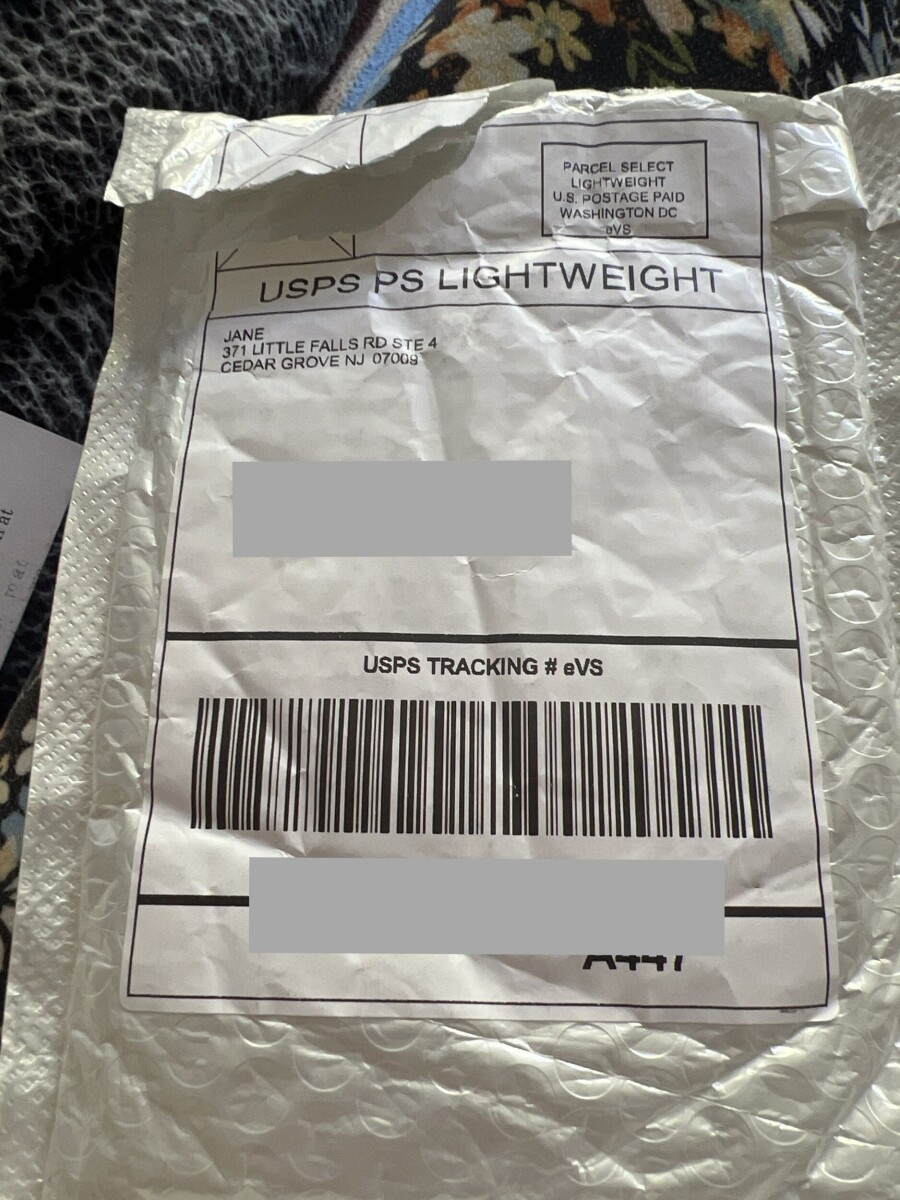 PARCEL SELECT
LIGHTWEIGHT
U.S. POSTAGE PAID
WASHINGTON DC
eVS
USPS PS LIGHTWEIGHT
JANE
371 LITTLE FALLS RD STE 4
CEDAR GROVE NJ 07009
USPS TRACKING # eVS
A447